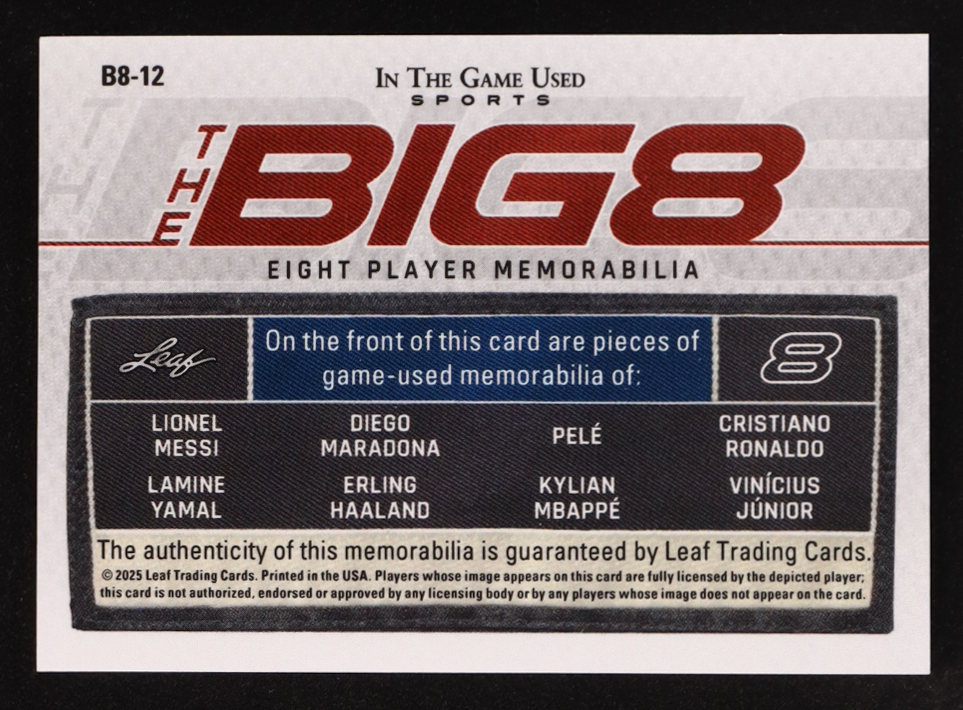 B8-12
IN THE GAME USED
SPORTS
THE
BIG8
EIGHT PLAYER MEMORABILIA
Leaf
On the front of this card are pieces of
game-used memorabilia of:
8
LIONEL
MESSI
DIEGO
MARADONA
PELÉ
CRISTIANO
RONALDO
LAMINE
YAMAL
ERLING
HAALAND
KYLIAN
MBAPPÉ
VINÍCIUS
JÚNIOR
The authenticity of this memorabilia is guaranteed by Leaf Trading Cards.
© 2025 Leaf Trading Cards. Printed in the USA. Players whose image appears on this card are fully licensed by the depicted player;
this card is not authorized, endorsed or approved by any licensing body or by any players whose image does not appear on the card.